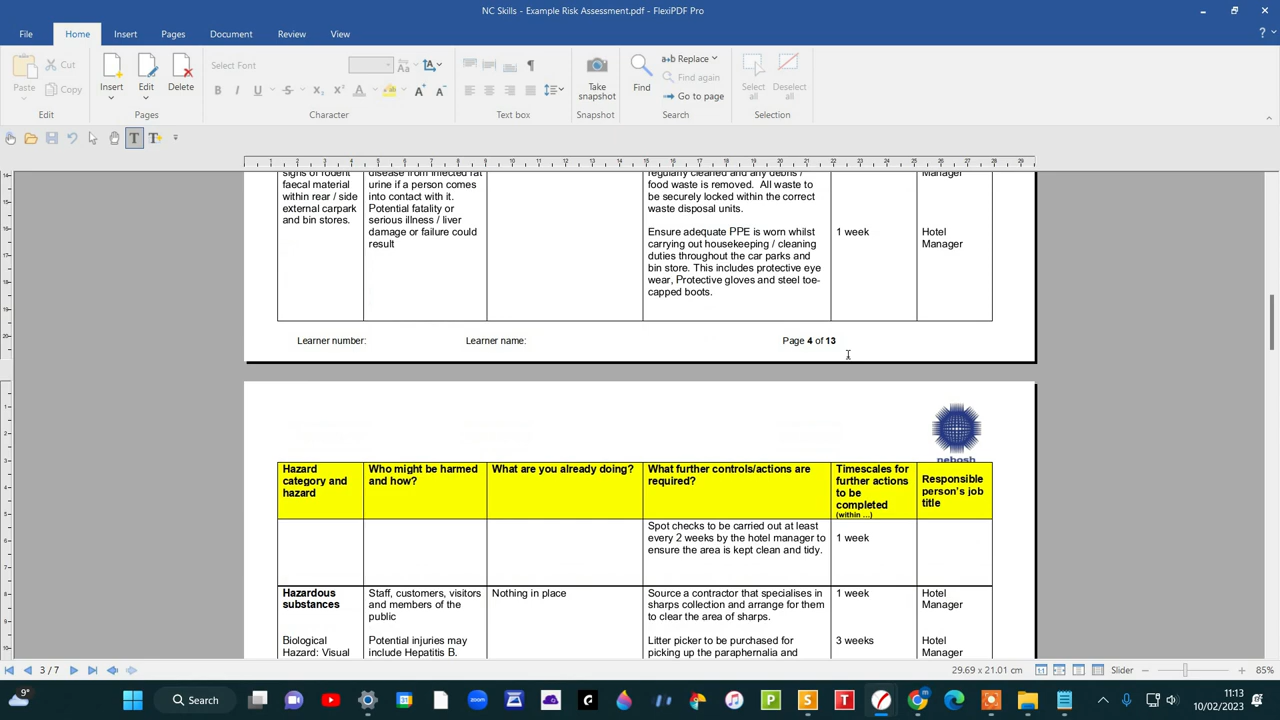 NC Skills - Example Risk Assessment.pdf - FlexiPDF Pro
File Home Insert Pages Document Review View
Paste Cut Copy
Insert Edit Delete
Select Font
Take snapshot
Find Replace
Find again
Go to page
Select all Deselect all
Edit Pages Character Text box Snapshot Search Selection
signs of rodent
faecal material
within rear / side
external carpark
and bin stores.
disease from infected rat
urine if a person comes
into contact with it.
Potential fatality or
serious illness / liver
damage or failure could
result
regularly cleaned and any debris /
food waste is removed. All waste to
be securely locked within the correct
waste disposal units.
Ensure adequate PPE is worn whilst
carrying out housekeeping / cleaning
duties throughout the car parks and
bin store. This includes protective eye
wear, Protective gloves and steel toe-
capped boots.
1 week
Manager
Hotel
Manager
Learner number: Learner name: Page 4 of 13
nebosh
Hazard
category and
hazard
Who might be harmed
and how?
What are you already doing?
What further controls/actions are
required?
Timescales for
further actions
to be
completed
(within ...)
Responsible
person's job
title
Spot checks to be carried out at least
every 2 weeks by the hotel manager to
ensure the area is kept clean and tidy.
1 week
Hazardous
substances
Biological
Hazard: Visual
Staff, customers, visitors
and members of the
public
Potential injuries may
include Hepatitis B.
Nothing in place
Source a contractor that specialises in
sharps collection and arrange for them
to clear the area of sharps.
Litter picker to be purchased for
picking up the paraphernalia and
1 week
3 weeks
Hotel
Manager
Hotel
Manager
3 / 7
29.69 x 21.01 cm
Slider
85%
9°
Search
11:13
10/02/2023